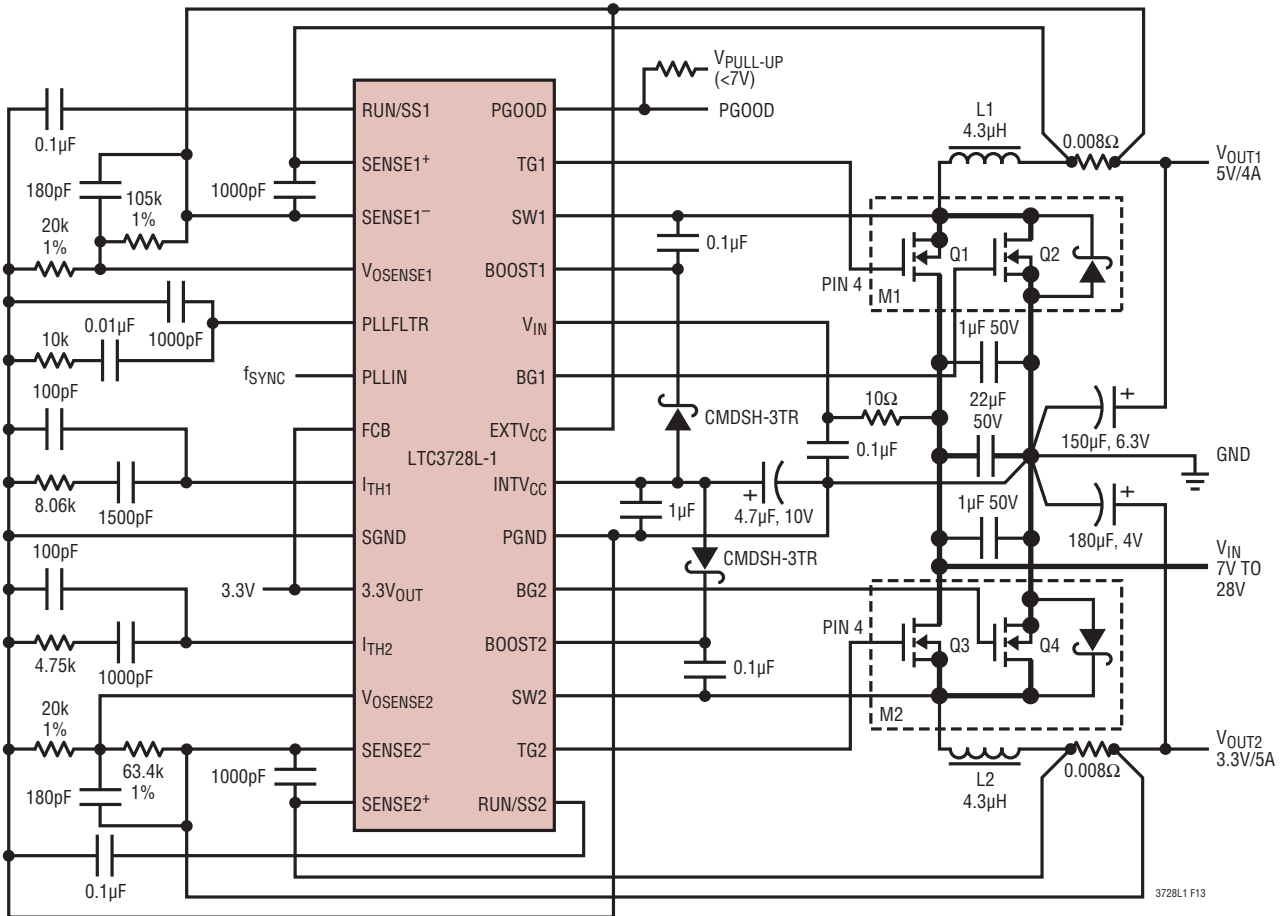 V_PULL-UP
(<7V)
RUN/SS1
PGOOD
PGOOD
L1
4.3µH
0.008Ω
V_OUT1
5V/4A
0.1µF
SENSE1⁺
TG1
180pF
105k
1%
1000pF
20k
1%
SENSE1⁻
SW1
0.1µF
Q1
Q2
V_OSENSE1
BOOST1
PIN 4
M1
0.01µF
1000pF
PLLFLTR
V_IN
1µF 50V
10k
f_SYNC
PLLIN
BG1
100pF
10Ω
22µF
50V
CMDSH-3TR
FCB
EXTV_CC
0.1µF
150µF, 6.3V
LTC3728L-1
GND
8.06k
1500pF
I_TH1
INTV_CC
1µF
4.7µF, 10V
+
+
1µF 50V
+
180µF, 4V
SGND
PGND
100pF
CMDSH-3TR
V_IN
7V TO
28V
3.3V
3.3V_OUT
BG2
PIN 4
4.75k
1000pF
I_TH2
BOOST2
0.1µF
Q3
Q4
V_OSENSE2
SW2
M2
20k
1%
SENSE2⁻
TG2
V_OUT2
3.3V/5A
63.4k
1%
1000pF
L2
4.3µH
0.008Ω
180pF
SENSE2⁺
RUN/SS2
0.1µF
3728L1 F13